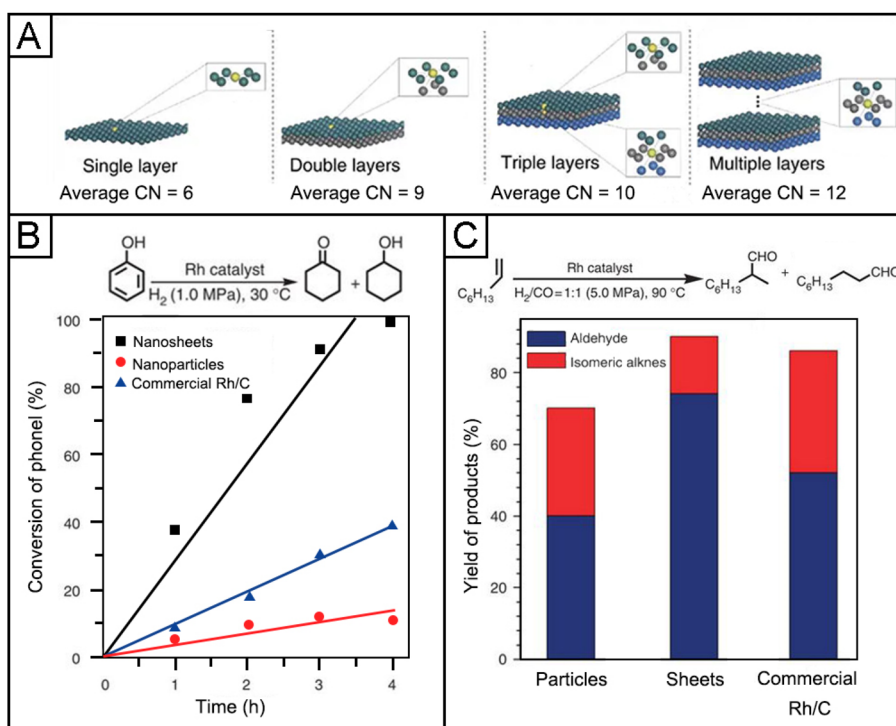 A
Single layer
Average CN = 6
Double layers
Average CN = 9
Triple layers
Average CN = 10
Multiple layers
Average CN = 12
B
OH
Rh catalyst
H₂ (1.0 MPa), 30 °C
O
+
OH
Conversion of phonel (%)
100
80
60
40
20
0
Nanosheets
Nanoparticles
Commercial Rh/C
0 1 2 3 4
Time (h)
C
C₆H₁₃
Rh catalyst
H₂/CO=1:1 (5.0 MPa), 90 °C
CHO
C₆H₁₃
+
C₆H₁₃
CHO
Yield of products (%)
80
60
40
20
0
Aldehyde
Isomeric alknes
Particles
Sheets
Commercial
Rh/C